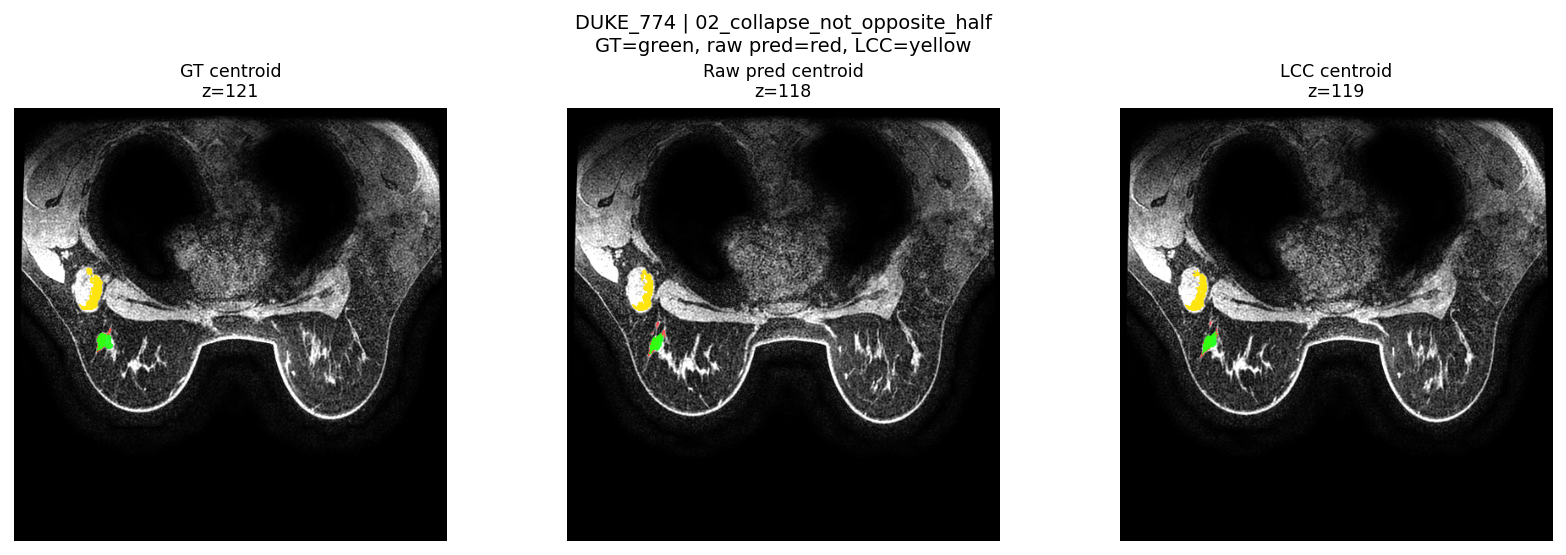 DUKE_774 | 02_collapse_not_opposite_half
GT=green, raw pred=red, LCC=yellow
GT centroid
z=121
Raw pred centroid
z=118
LCC centroid
z=119